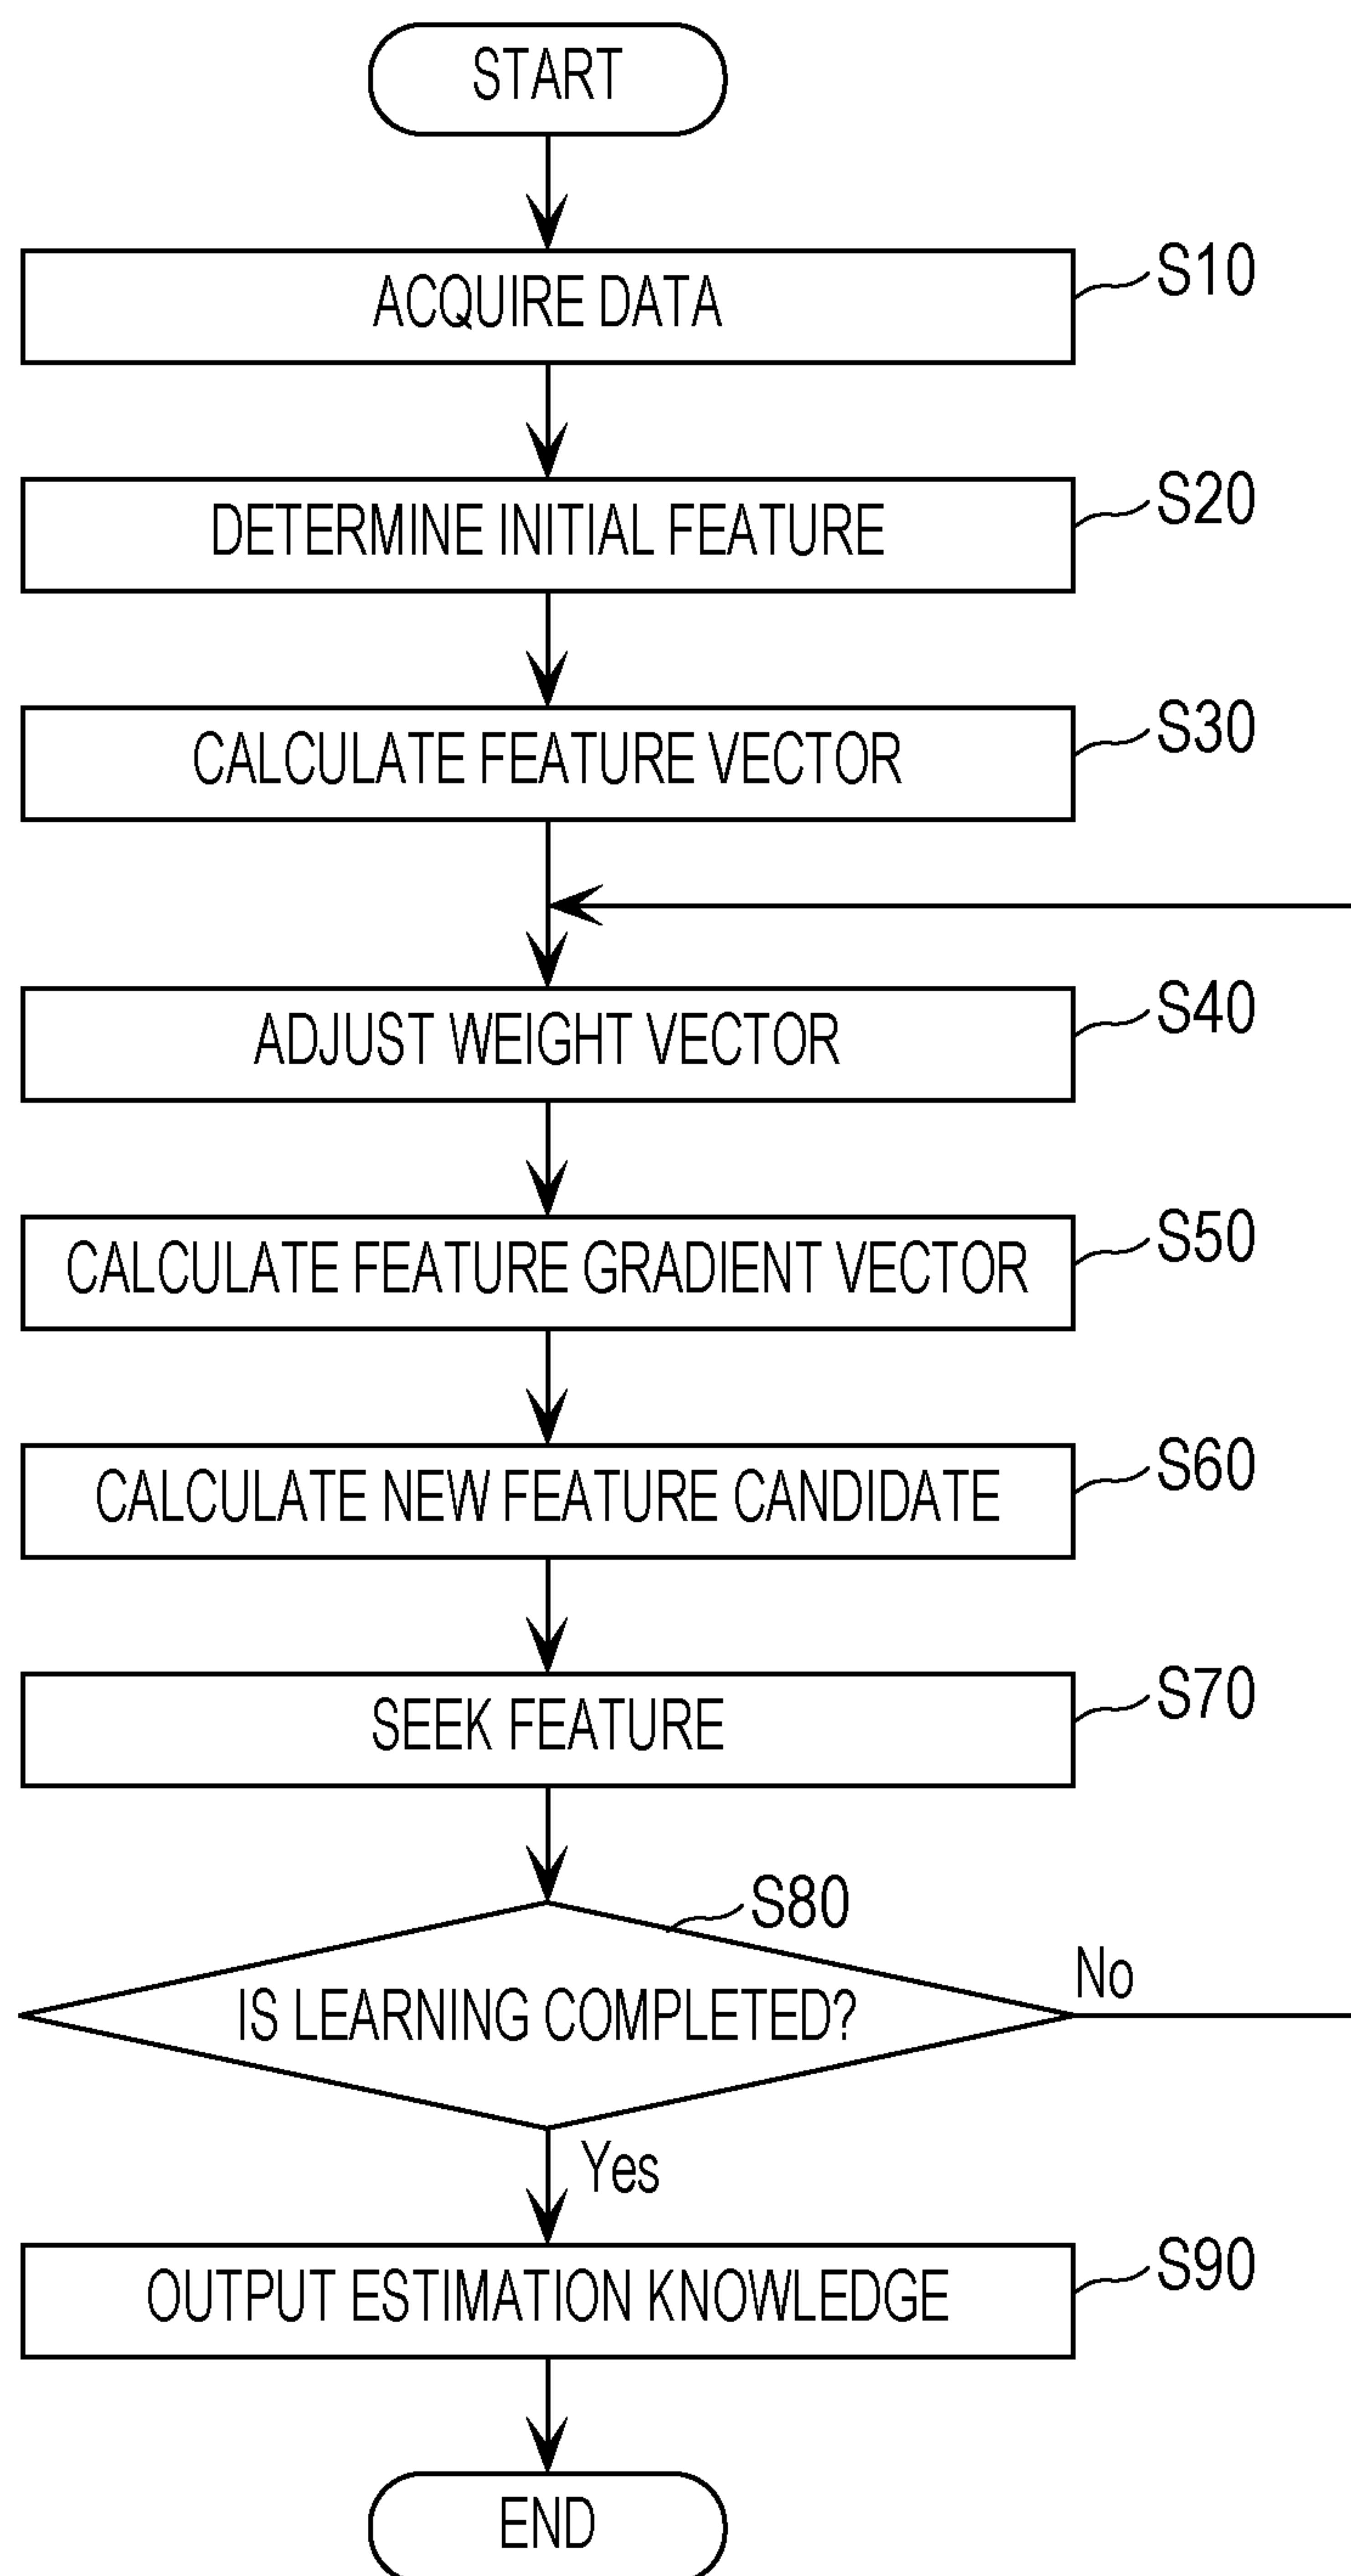 START
ACQUIRE DATA
S10
DETERMINE INITIAL FEATURE
S20
CALCULATE FEATURE VECTOR
S30
ADJUST WEIGHT VECTOR
S40
CALCULATE FEATURE GRADIENT VECTOR
S50
CALCULATE NEW FEATURE CANDIDATE
S60
SEEK FEATURE
S70
S80
IS LEARNING COMPLETED?
No
Yes
OUTPUT ESTIMATION KNOWLEDGE
S90
END